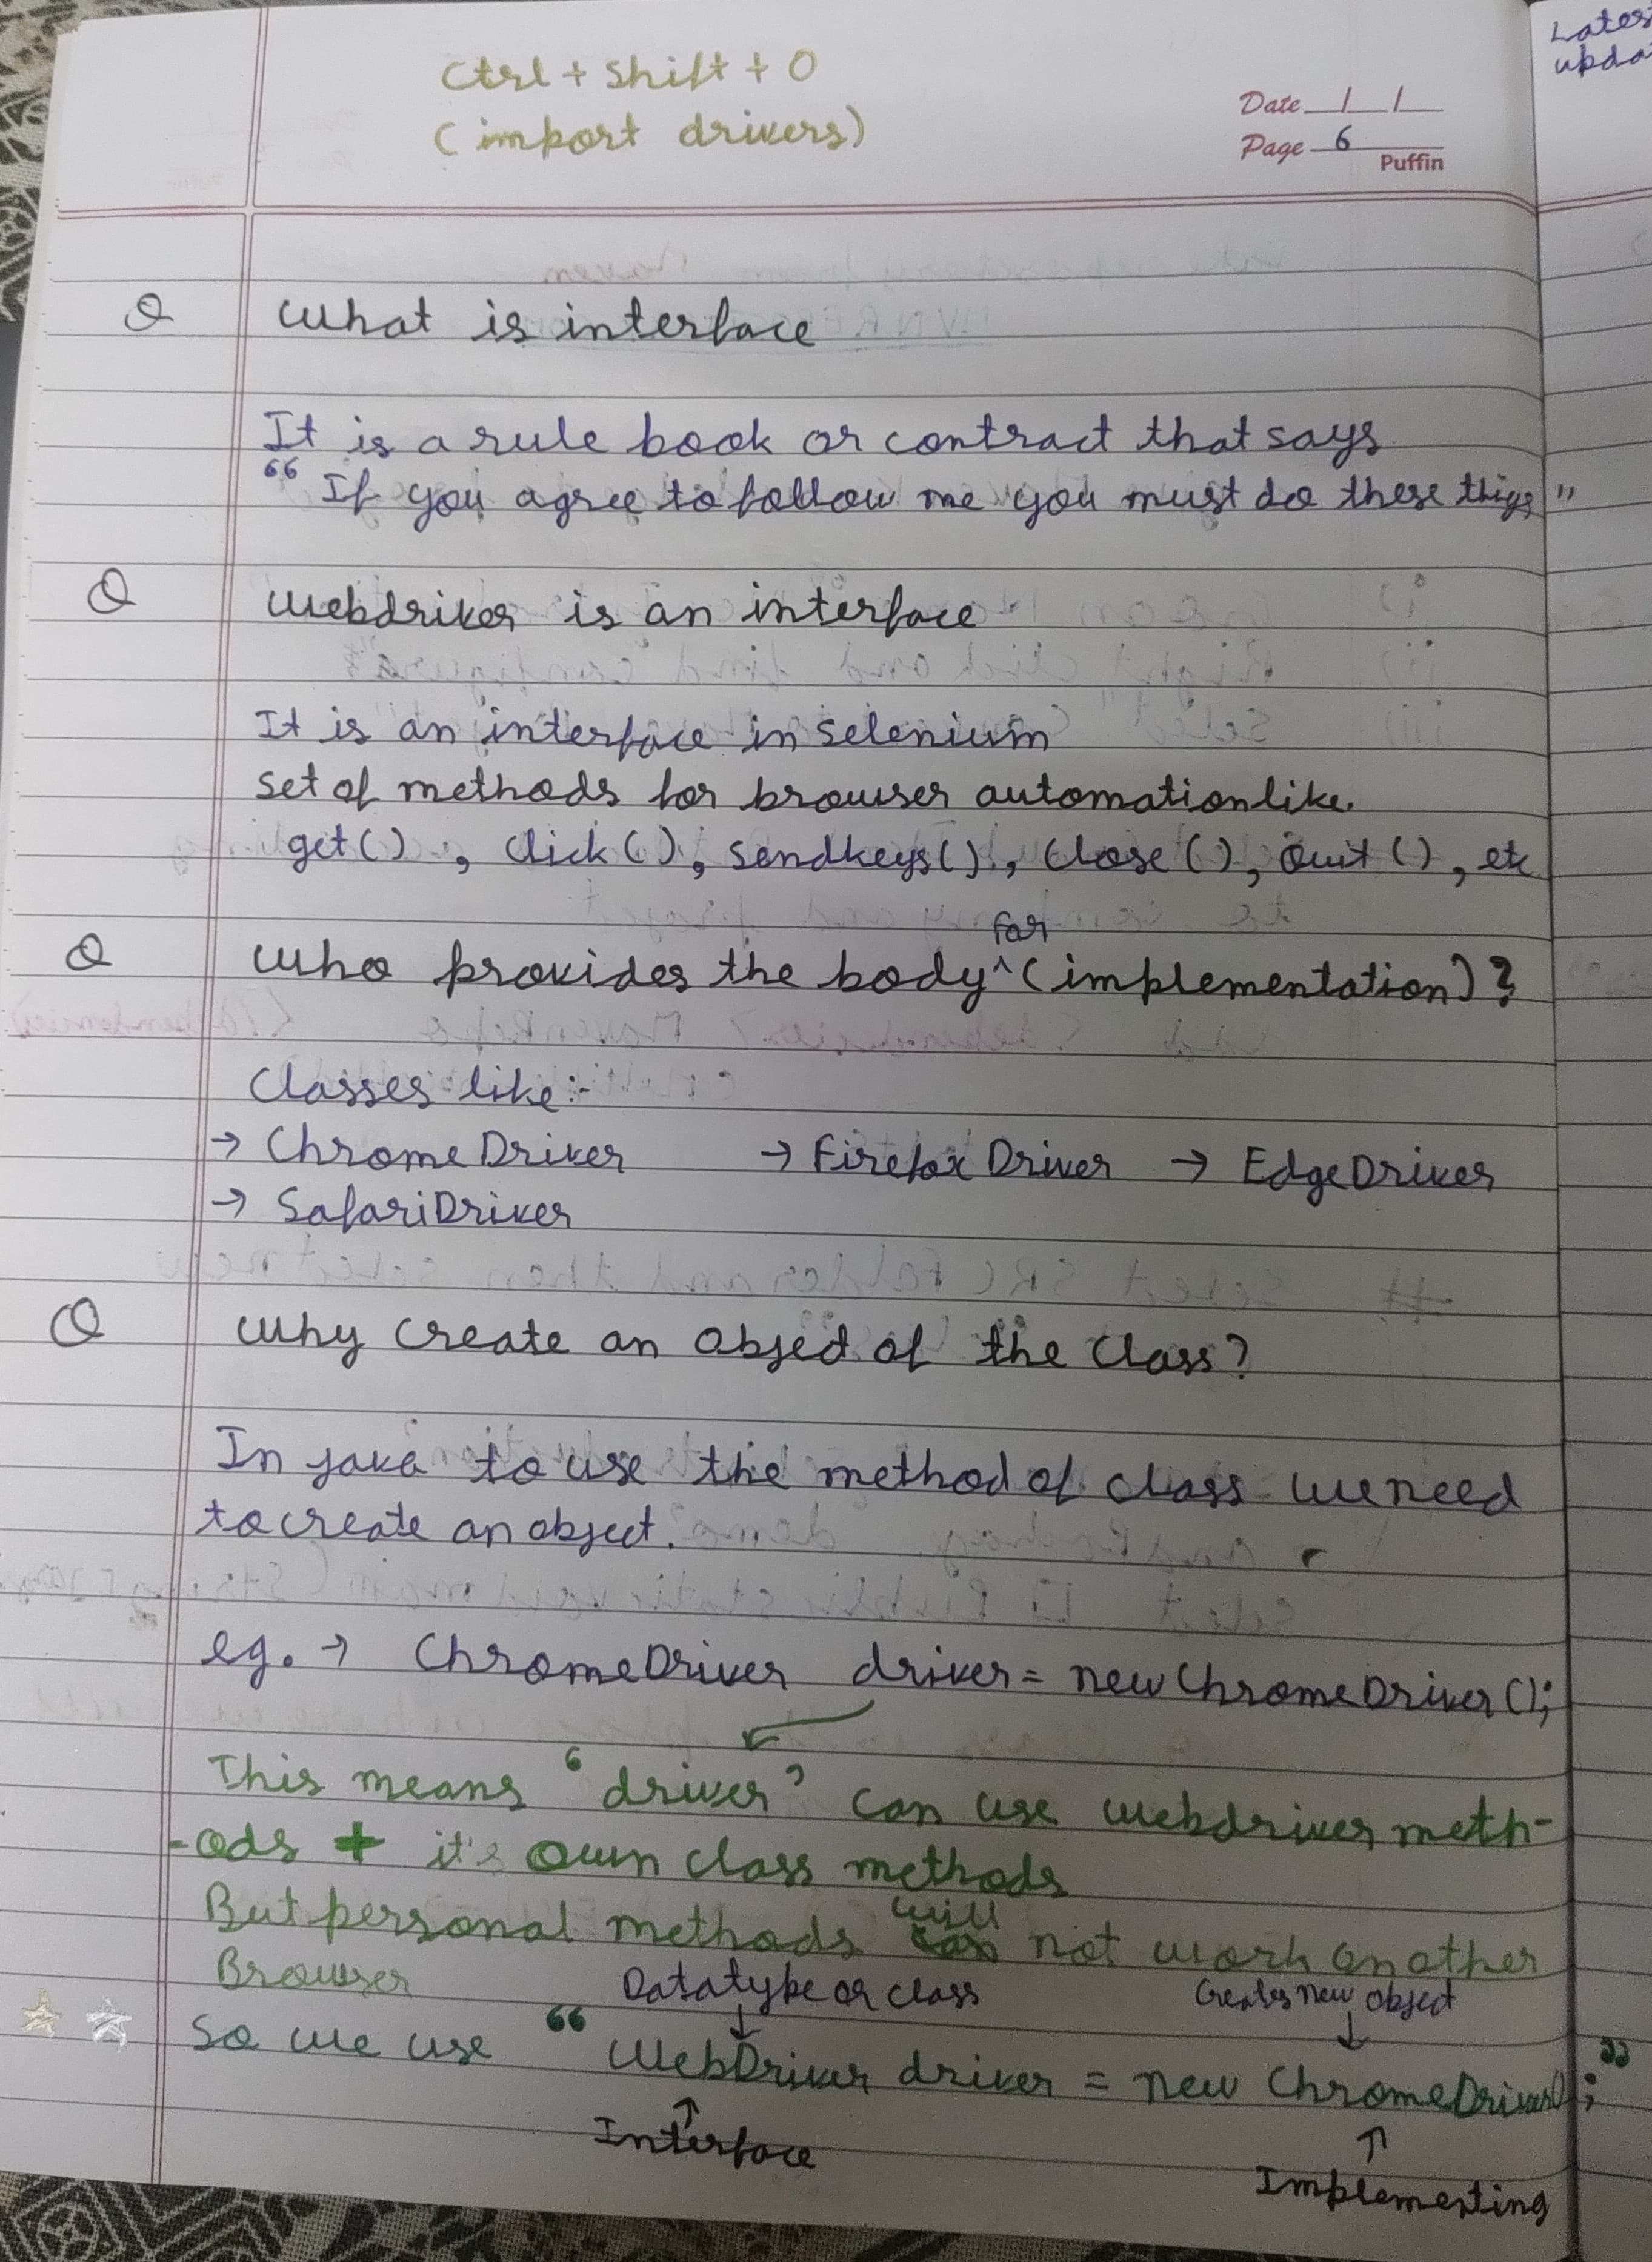 Ctrl + Shift + O
(import drivers)
Date / /
Page 6
Puffin
Lates
upda
Q What is interface
It is a rule book or contract that says
“ If you agree to follow me you must do these thigs ”
Q Webdriver is an interface
It is an interface in selenium
set of methods for browser automation like.
get() , Click(), sendkeys(), Close(), Quit(), etc
Q Who provides the body ^for (implementation)?
Classes like:-
→ ChromeDriver → FirefoxDriver → EdgeDriver
→ SafariDriver
Q Why create an object of the class?
In java to use the method of class we need
to create an object.
eg. → ChromeDriver driver = new ChromeDriver();
This means ‘driver’ can use webdriver meth-
-ods + it's own class methods
But personal methods will not work on other
Browser
Datatype or class
Creates new object
So we use “ WebDriver driver = new ChromeDriver(); ”
Interface
Implementing